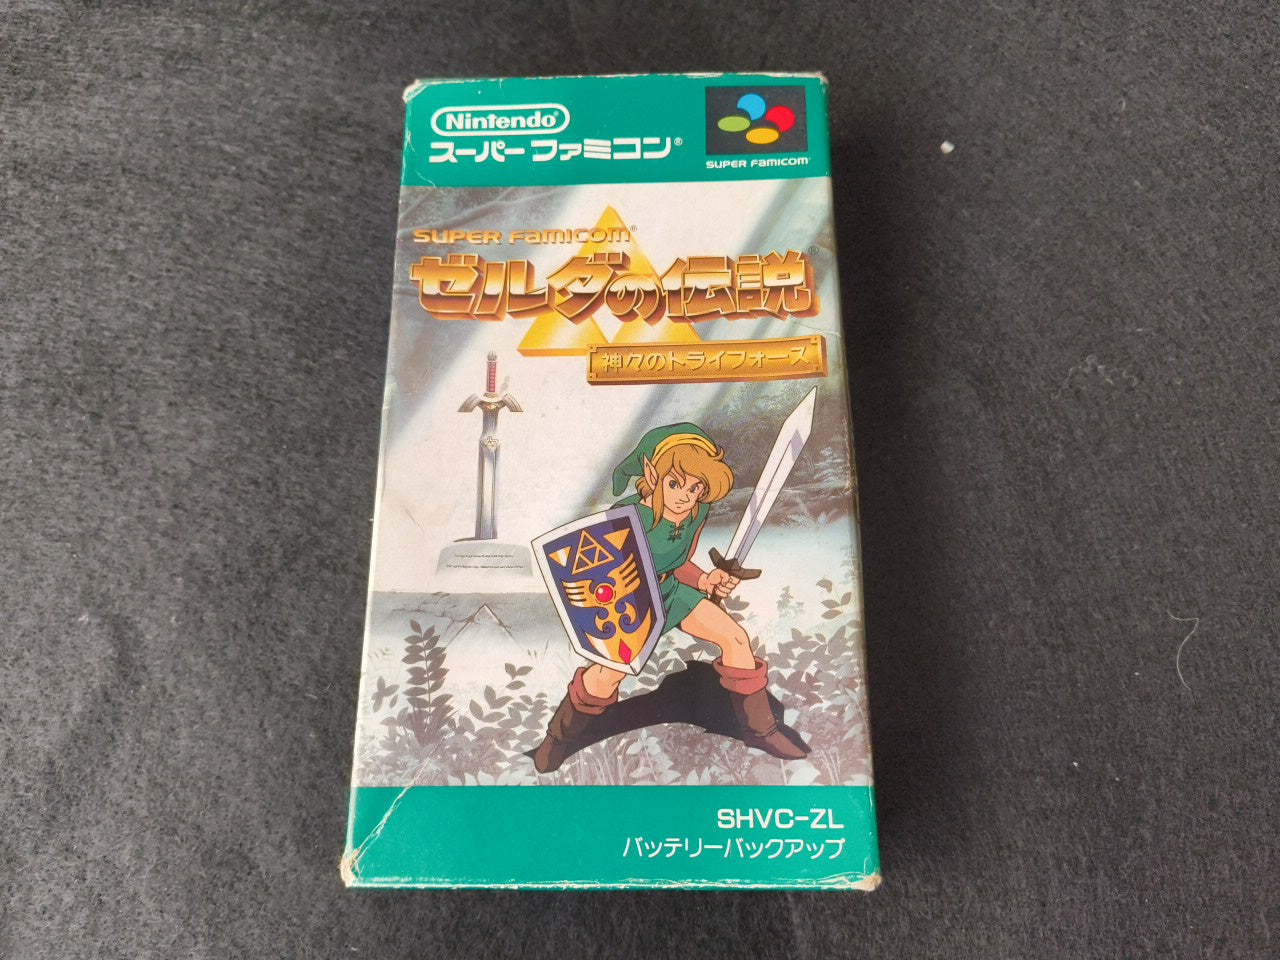 Nintendo®
スーパーファミコン®
SUPER FAMICOM
SUPER FAMICOM®
ゼルダの伝説®
神々のトライフォース
SHVC-ZL
バッテリーバックアップ